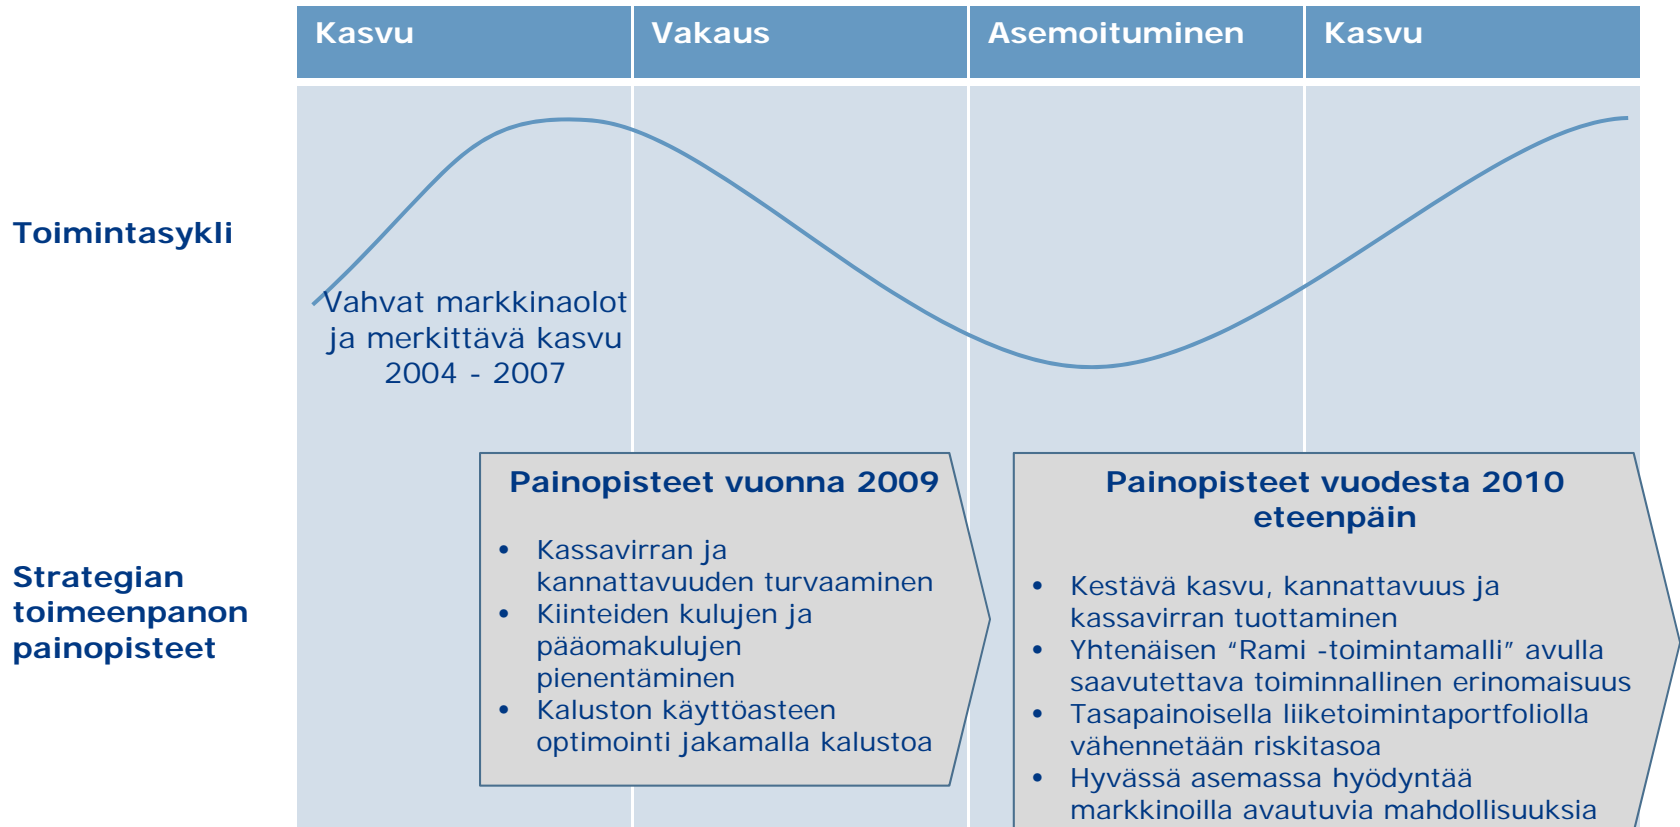 Kasvu
Vakaus
Asemoituminen
Kasvu
Toimintasykli
Vahvat markkinaolot
ja merkittävä kasvu
2004 - 2007
Strategian
toimeenpanon
painopisteet
Painopisteet vuonna 2009
• Kassavirran ja
kannattavuuden turvaaminen
• Kiinteiden kulujen ja
pääomakulujen
pienentäminen
• Kaluston käyttöasteen
optimointi jakamalla kalustoa
Painopisteet vuodesta 2010
eteenpäin
• Kestävä kasvu, kannattavuus ja
kassavirran tuottaminen
• Yhtenäisen “Rami -toimintamalli” avulla
saavutettava toiminnallinen erinomaisuus
• Tasapainoisella liiketoimintaportfoliolla
vähennetään riskitasoa
• Hyvässä asemassa hyödyntää
markkinoilla avautuvia mahdollisuuksia